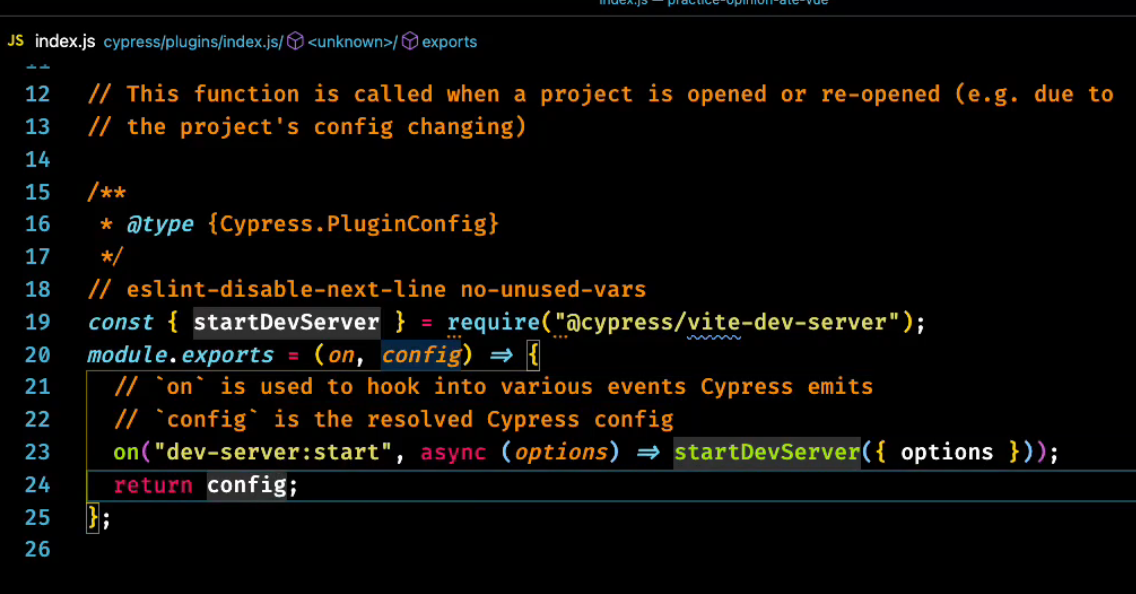 index.js — practice-opinion-ate-vue
JS index.js cypress/plugins/index.js/ <unknown>/ exports
11
12 // This function is called when a project is opened or re-opened (e.g. due to
13 // the project's config changing)
14
15 /**
16 * @type {Cypress.PluginConfig}
17 */
18 // eslint-disable-next-line no-unused-vars
19 const { startDevServer } = require("@cypress/vite-dev-server");
20 module.exports = (on, config) => {
21 // `on` is used to hook into various events Cypress emits
22 // `config` is the resolved Cypress config
23 on("dev-server:start", async (options) => startDevServer({ options }));
24 return config;
25 };
26